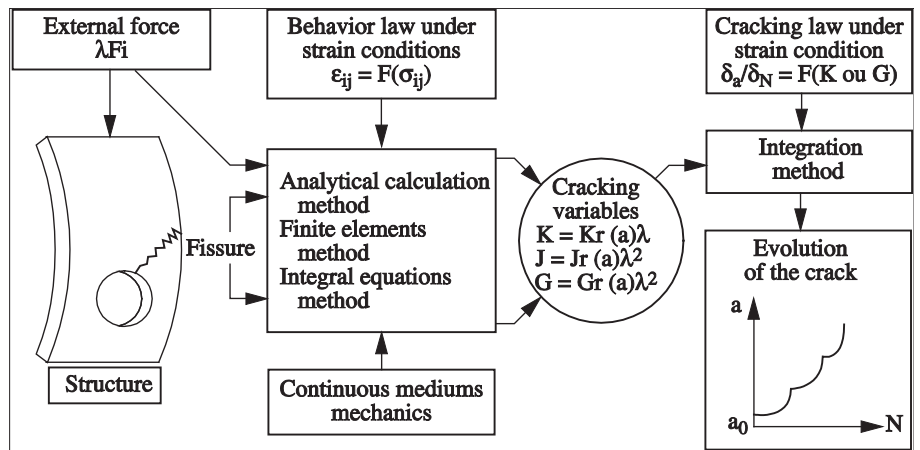 External force
λFi
Behavior law under
strain conditions
εij = F(σij)
Cracking law under
strain condition
δa/δN = F(K ou G)
Analytical calculation
method
Finite elements
method
Integral equations
method
Fissure
Structure
Continuous mediums
mechanics
Cracking
variables
K = Kr (a)λ
J = Jr (a)λ²
G = Gr (a)λ²
Integration
method
Evolution
of the crack
a
a₀
N